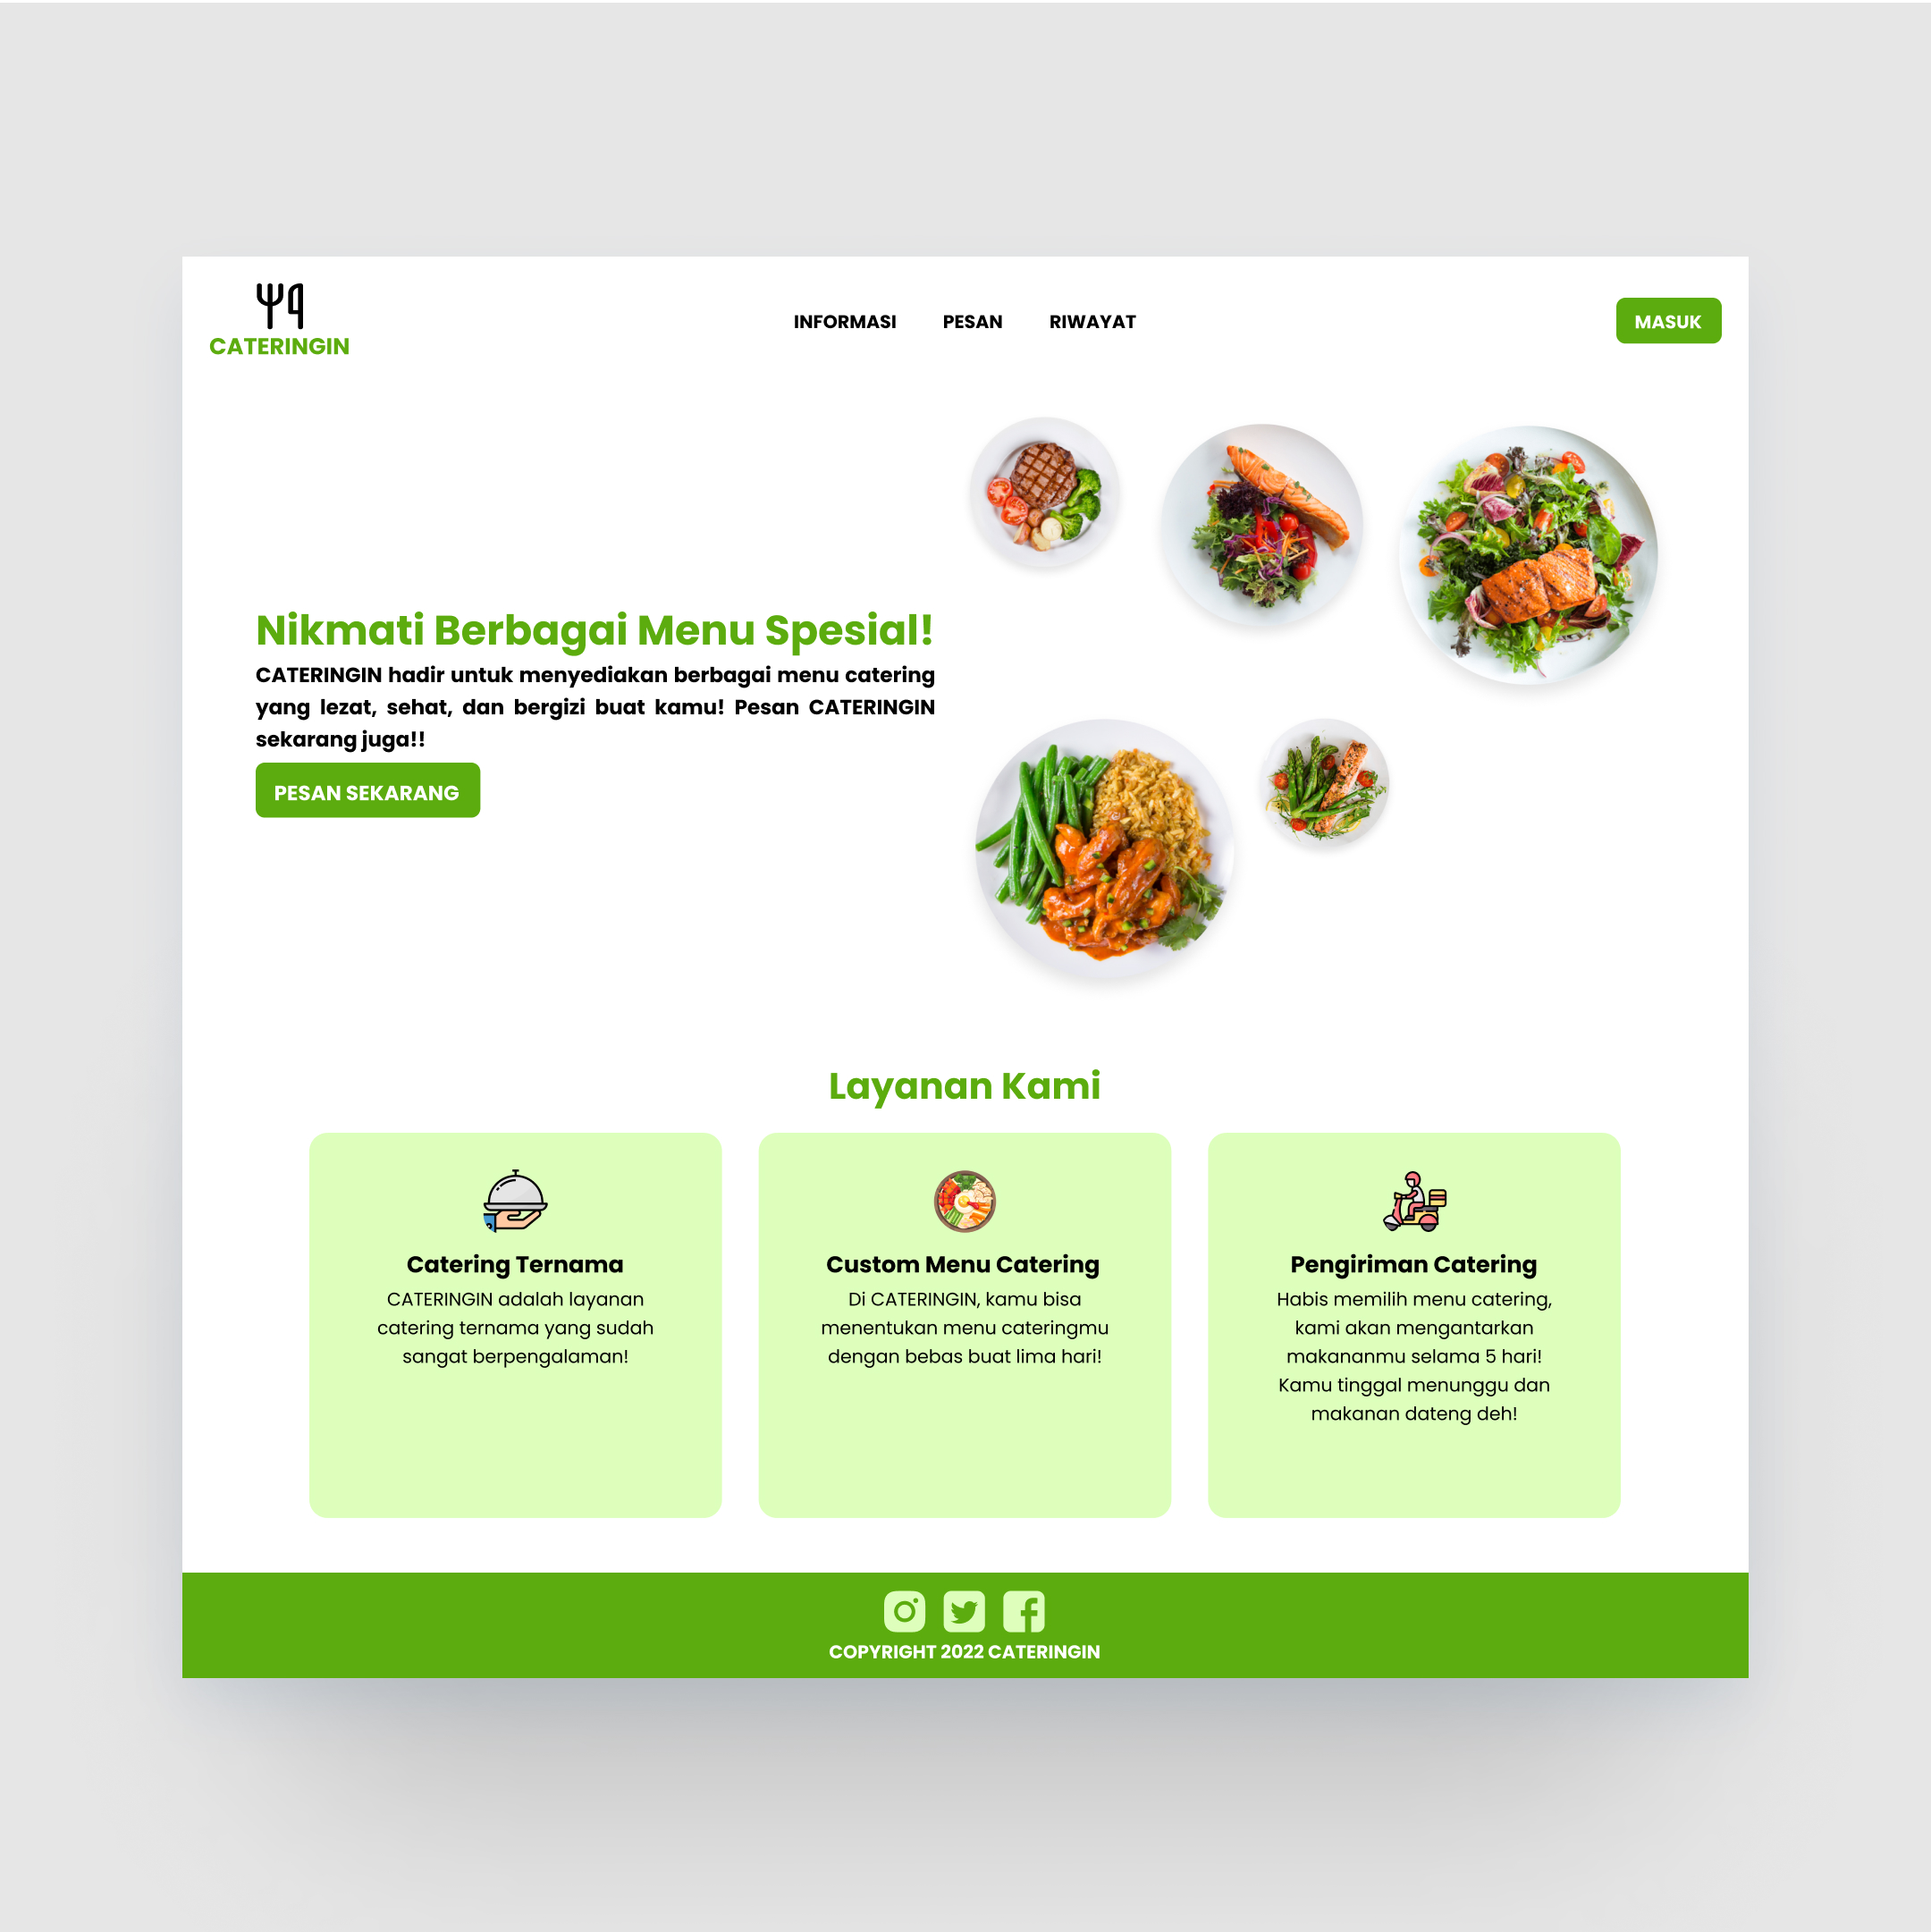 CATERINGIN
INFORMASI
PESAN
RIWAYAT
MASUK
Nikmati Berbagai Menu Spesial!
CATERINGIN hadir untuk menyediakan berbagai menu catering
yang lezat, sehat, dan bergizi buat kamu! Pesan CATERINGIN
sekarang juga!!
PESAN SEKARANG
Layanan Kami
Catering Ternama
CATERINGIN adalah layanan
catering ternama yang sudah
sangat berpengalaman!
Custom Menu Catering
Di CATERINGIN, kamu bisa
menentukan menu cateringmu
dengan bebas buat lima hari!
Pengiriman Catering
Habis memilih menu catering,
kami akan mengantarkan
makananmu selama 5 hari!
Kamu tinggal menunggu dan
makanan dateng deh!
COPYRIGHT 2022 CATERINGIN